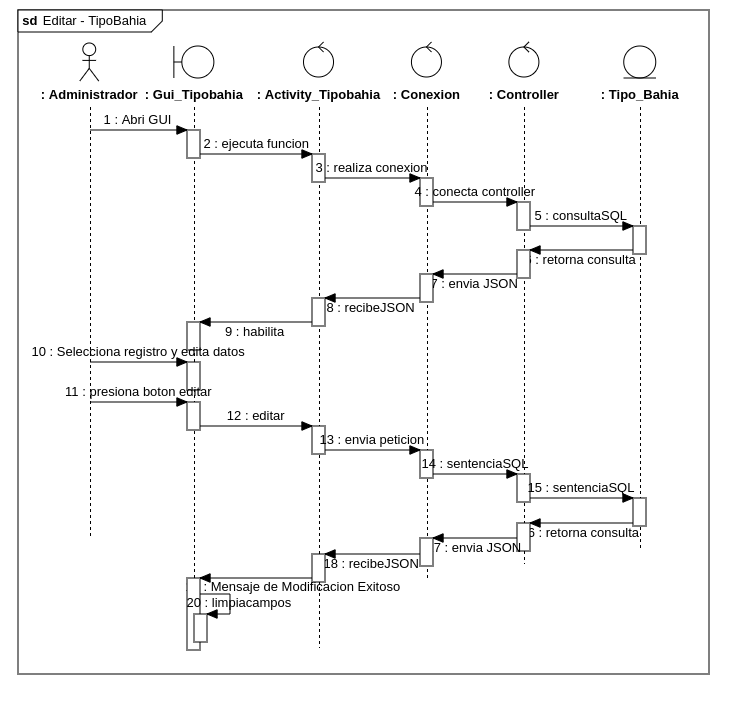 sd Editar - TipoBahia
: Administrador : Gui_Tipobahia : Activity_Tipobahia : Conexion : Controller : Tipo_Bahia
1 : Abri GUI
2 : ejecuta funcion
3 : realiza conexion
4 : conecta controller
5 : consultaSQL
: retorna consulta
7 : envia JSON
8 : recibeJSON
9 : habilita
10 : Selecciona registro y edita datos
11 : presiona boton editar
12 : editar
13 : envia peticion
14 : sentenciaSQL
15 : sentenciaSQL
6 : retorna consulta
7 : envia JSON
18 : recibeJSON
: Mensaje de Modificacion Exitoso
20 : limpiacampos